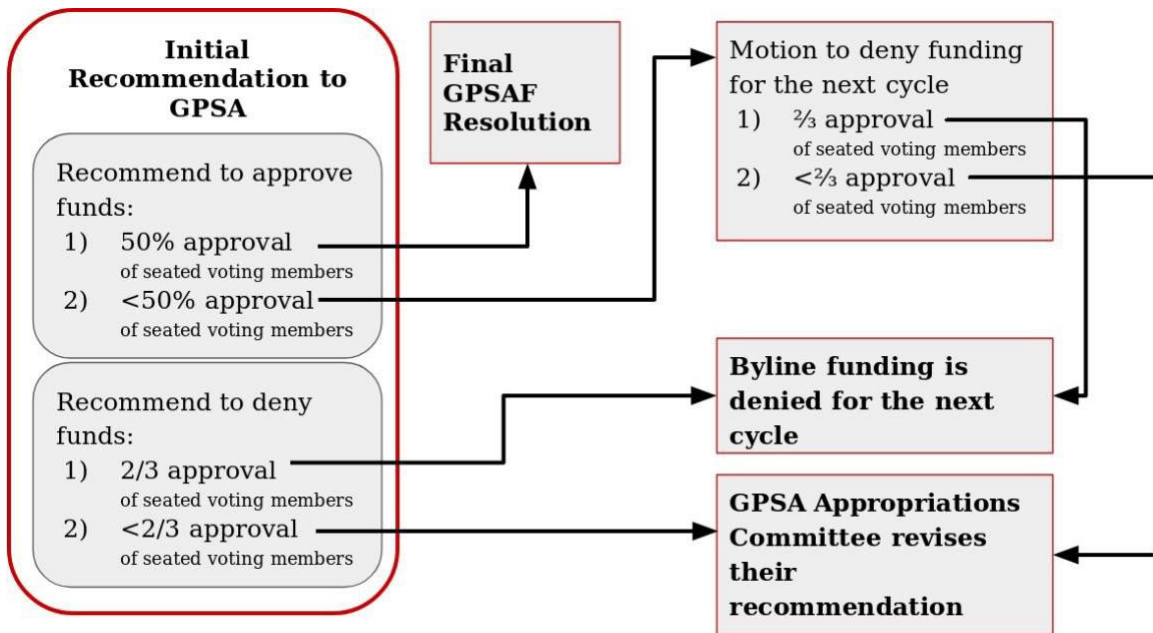 Initial
Recommendation to
GPSA
Recommend to approve
funds:
1) 50% approval
of seated voting members
2) <50% approval
of seated voting members
Recommend to deny
funds:
1) 2/3 approval
of seated voting members
2) <2/3 approval
of seated voting members
Final
GPSAF
Resolution
Motion to deny funding
for the next cycle
1) ⅔ approval
of seated voting members
2) <⅔ approval
of seated voting members
Byline funding is
denied for the next
cycle
GPSA Appropriations
Committee revises
their
recommendation